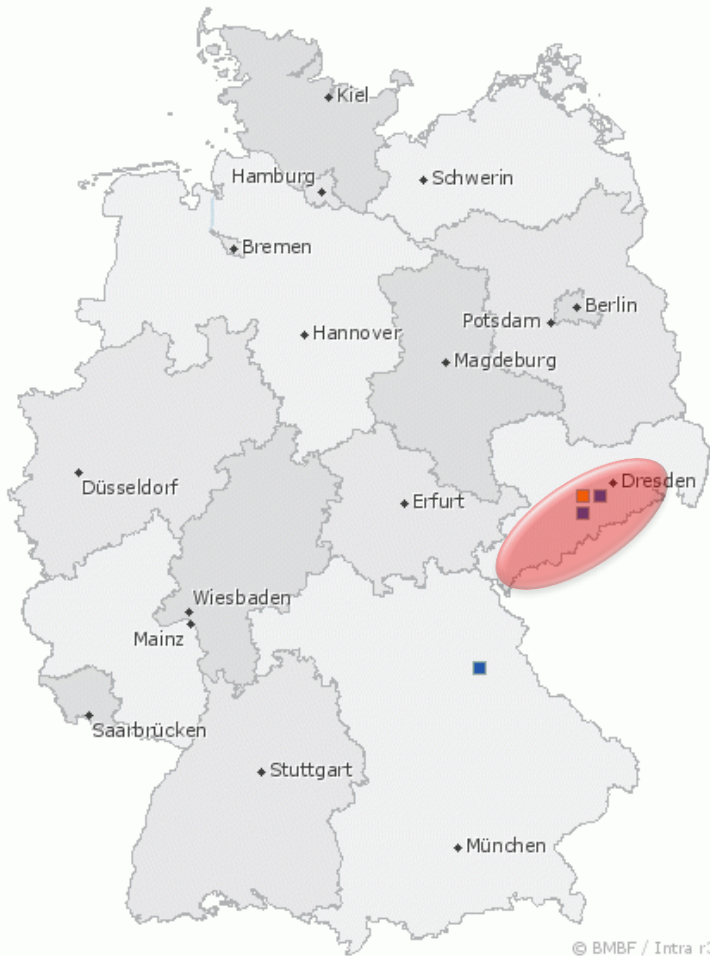 Kiel
Hamburg
Schwerin
Bremen
Berlin
Potsdam
Hannover
Magdeburg
Düsseldorf
Dresden
Erfurt
Wiesbaden
Mainz
Saarbrücken
Stuttgart
München
© BMBF / Intra